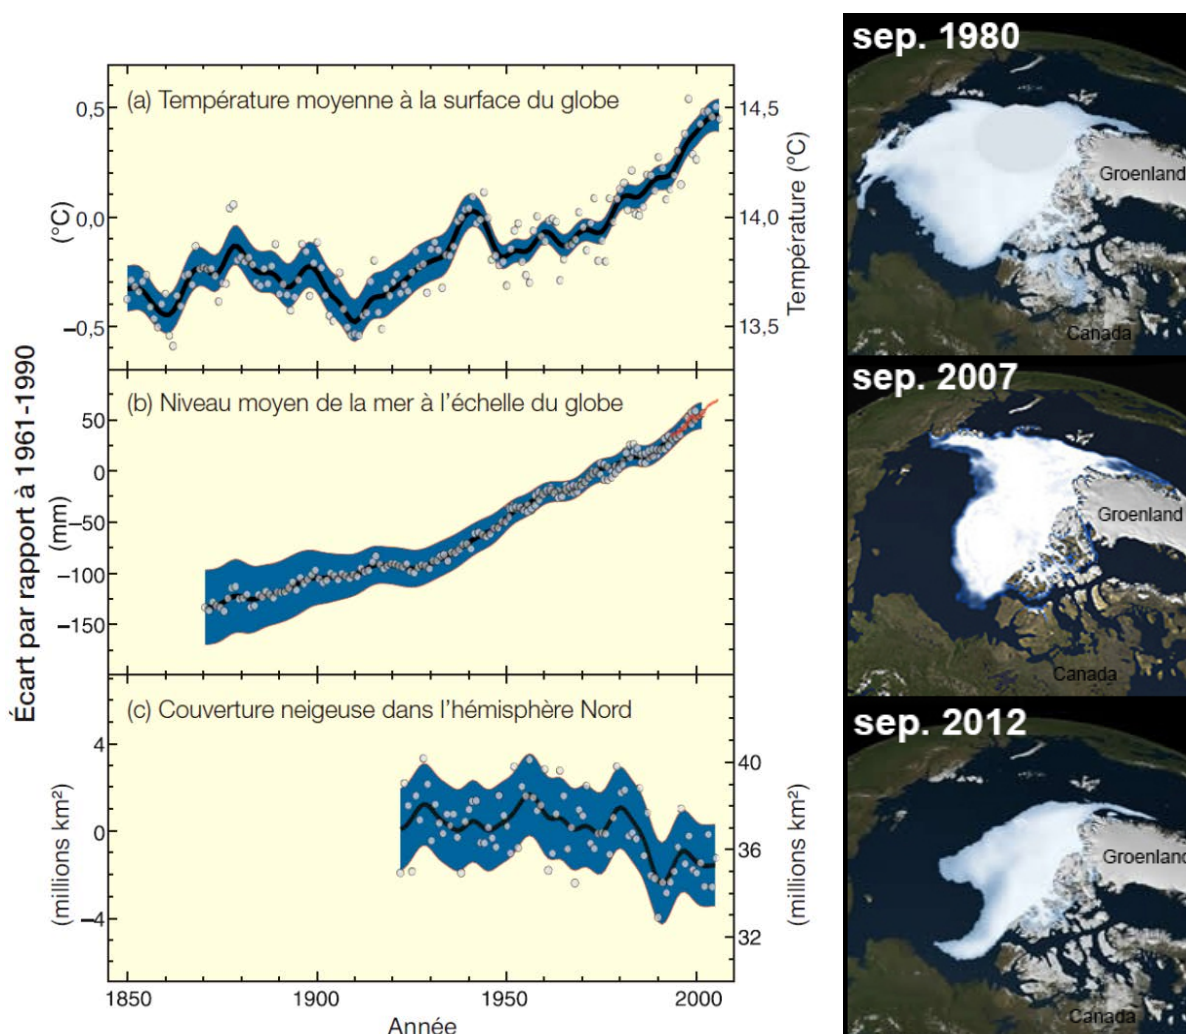 (a) Température moyenne à la surface du globe
0,5
0,0
−0,5
(°C)
14,5
14,0
13,5
Température (°C)
(b) Niveau moyen de la mer à l’échelle du globe
50
0
−50
−100
−150
(mm)
Écart par rapport à 1961-1990
(c) Couverture neigeuse dans l’hémisphère Nord
4
0
−4
(millions km²)
40
36
32
(millions km²)
1850
1900
1950
2000
Année
sep. 1980
Groenland
Canada
sep. 2007
Groenland
Canada
sep. 2012
Groenland
Canada